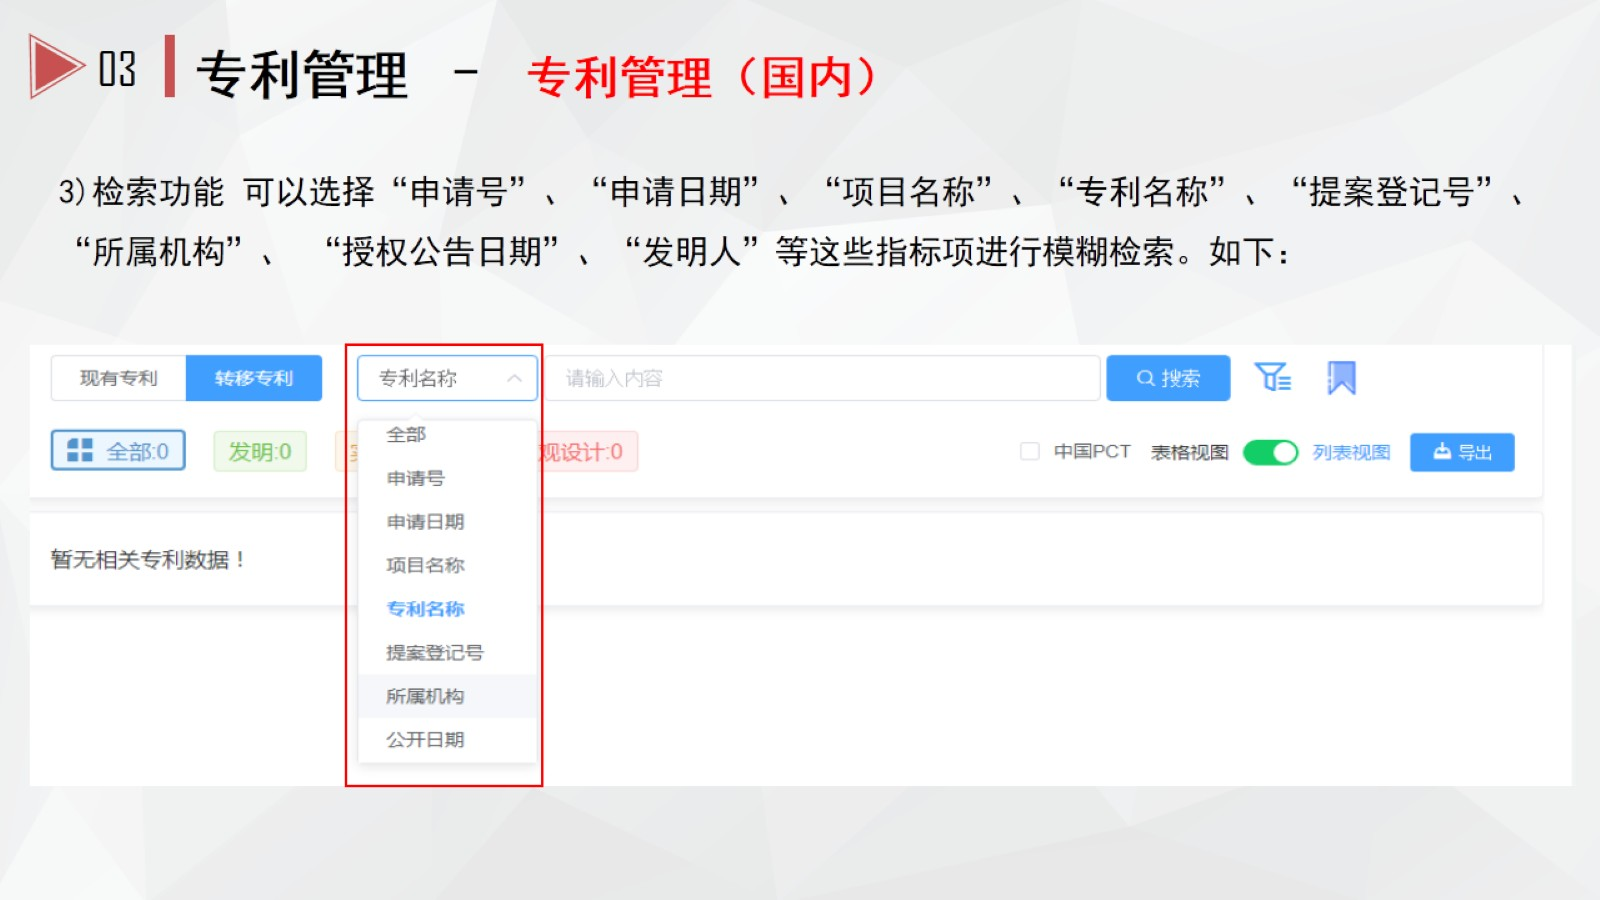 03 专利管理 - 专利管理（国内）
3)检索功能 可以选择“申请号”、“申请日期”、“项目名称”、“专利名称”、“提案登记号”、
“所属机构”、 “授权公告日期”、“发明人”等这些指标项进行模糊检索。如下：
现有专利 转移专利 专利名称 请输入内容 搜索
全部:0 发明:0 观设计:0 中国PCT 表格视图 列表视图 导出
全部
申请号
申请日期
暂无相关专利数据！
项目名称
专利名称
提案登记号
所属机构
公开日期